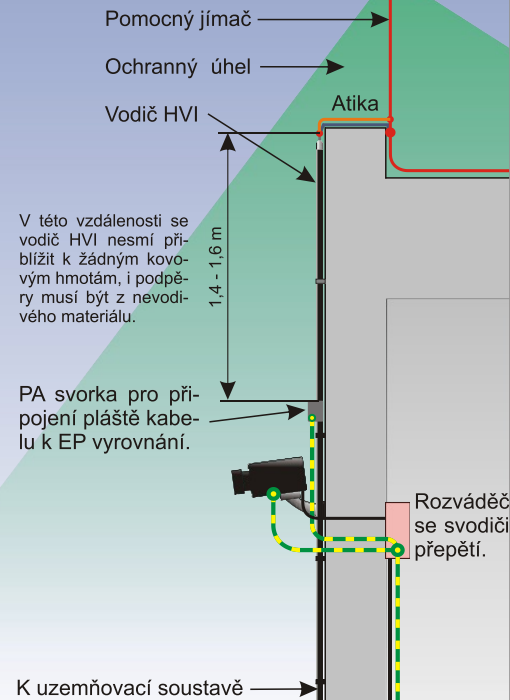 Pomocný jímač
Ochranný úhel
Atika
Vodič HVI
V této vzdálenosti se
vodič HVI nesmí při-
blížit k žádným kovo-
vým hmotám, i podpě-
ry musí být z nevodi-
vého materiálu.
1,4 - 1,6 m
PA svorka pro při-
pojení pláště kabe-
lu k EP vyrovnání.
Rozváděč
se svodiči
přepětí.
K uzemňovací soustavě